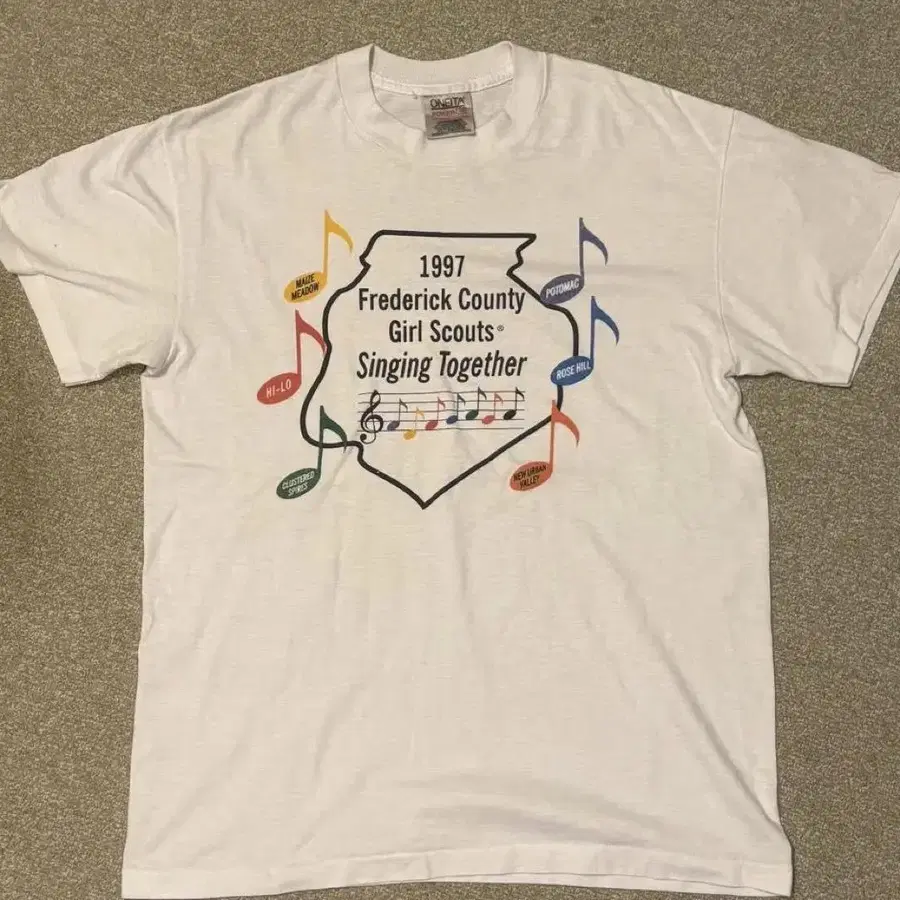 ONEITA
1997
Frederick County
Girl Scouts®
Singing Together
MAIZE
MEADOW
HI-LO
CLUSTERED
SPIRES
POTOMAC
ROSE HILL
NEW URBAN
VALLEY